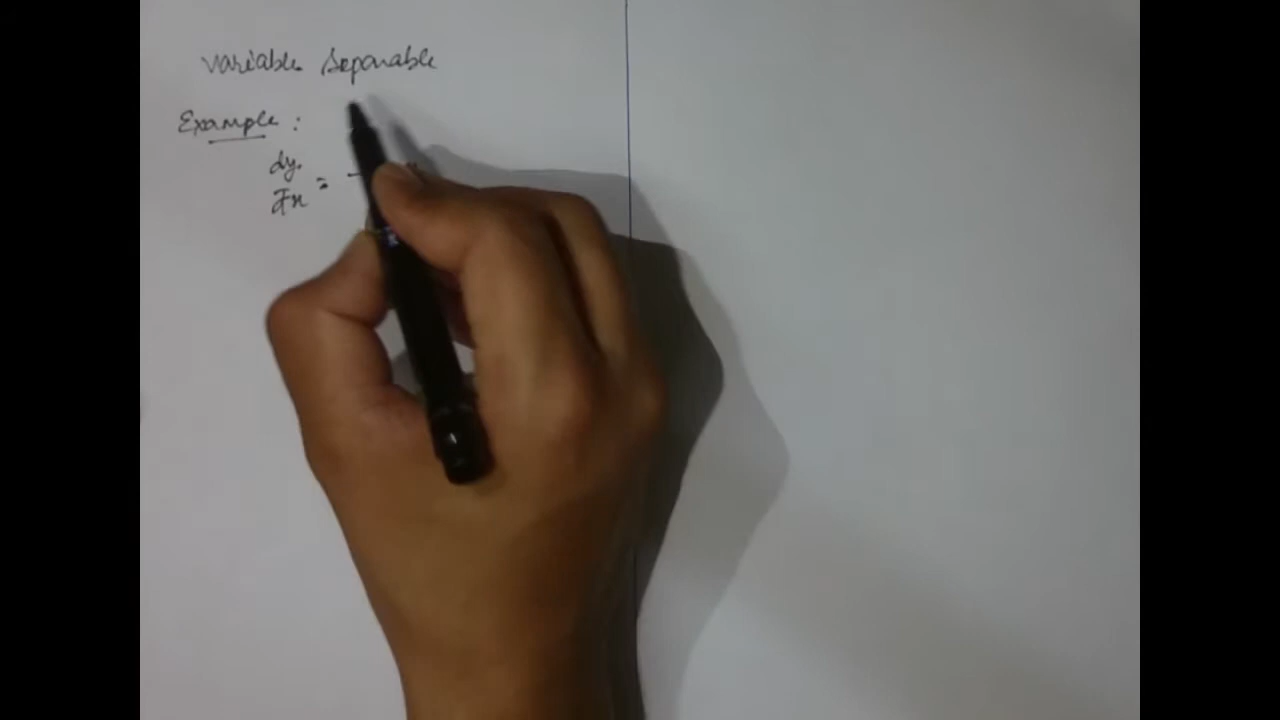 variable separable
Example :
dy
dx =